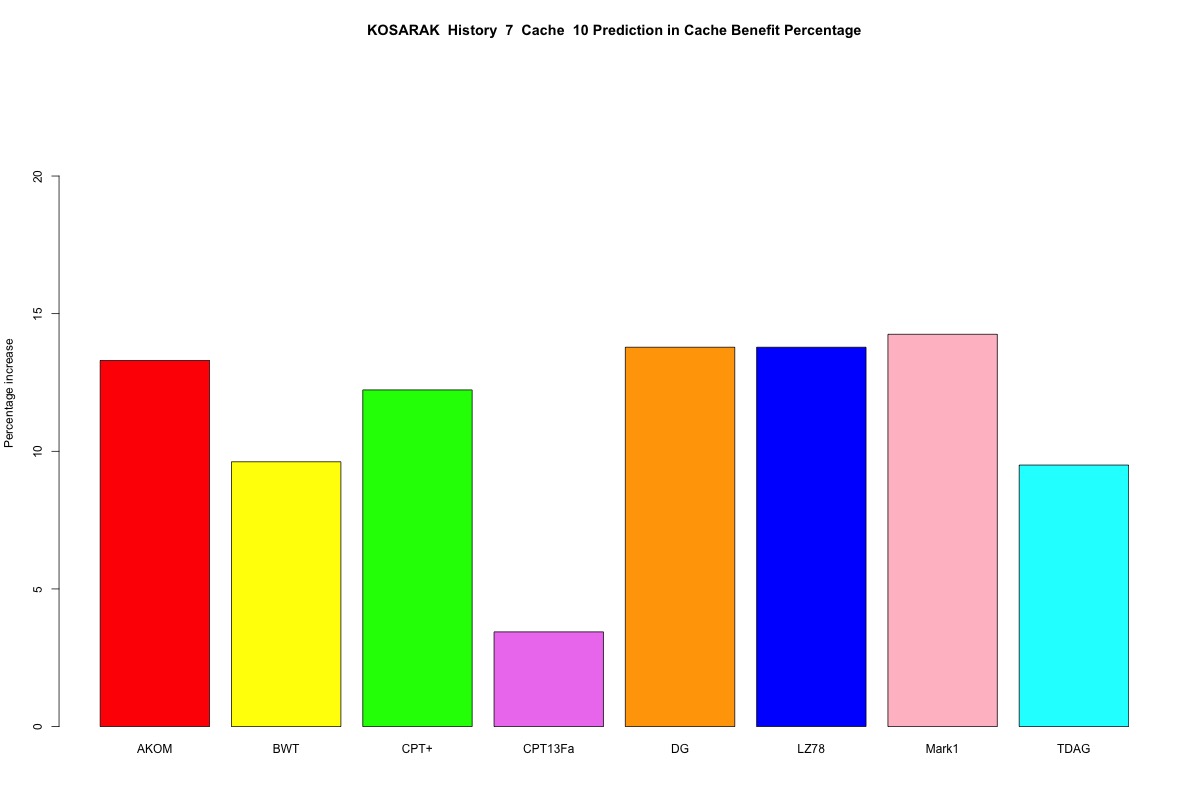 KOSARAK  History  7  Cache  10 Prediction in Cache Benefit Percentage
Percentage increase
20
15
10
5
0
AKOM BWT CPT+ CPT13Fa DG LZ78 Mark1 TDAG